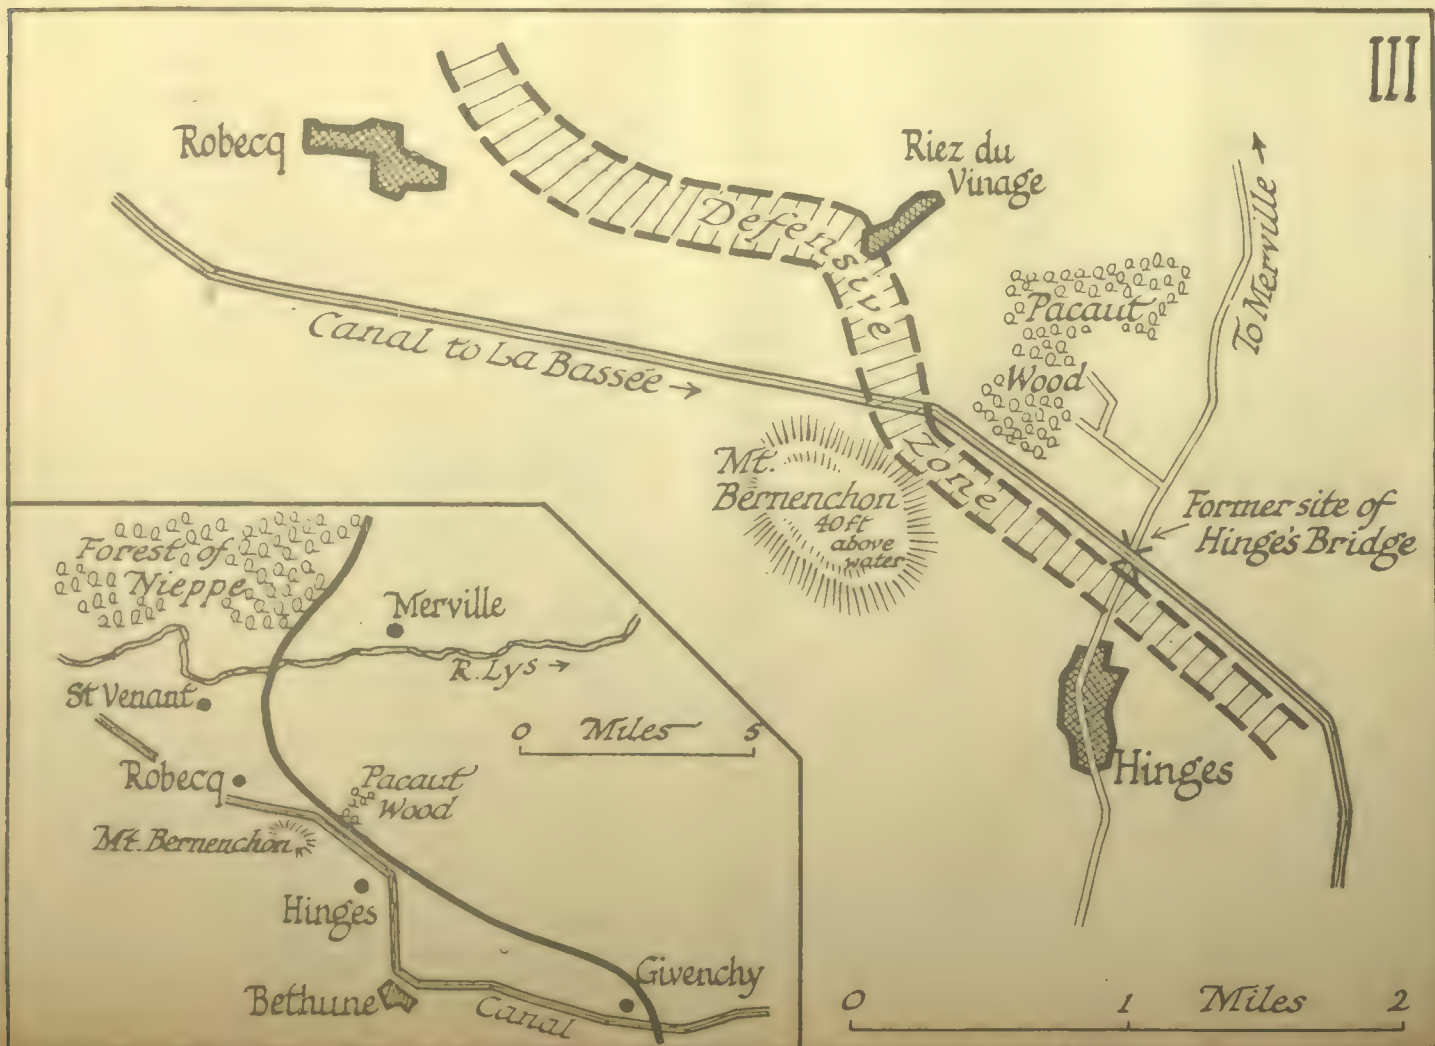 III
Robecq
Riez du
Vinage
Defensive Zone
To Merville →
Pacaut
Wood
Canal to La Bassée →
Mt.
Bernenchon
40 ft
above
water
Former site of
Hinge's Bridge
Hinges
0 1 Miles 2
Forest of
Nieppe
Merville
R. Lys →
St Venant
0 Miles 5
Robecq
Pacaut
Wood
Mt. Bernenchon
Hinges
Bethune
Canal
Givenchy